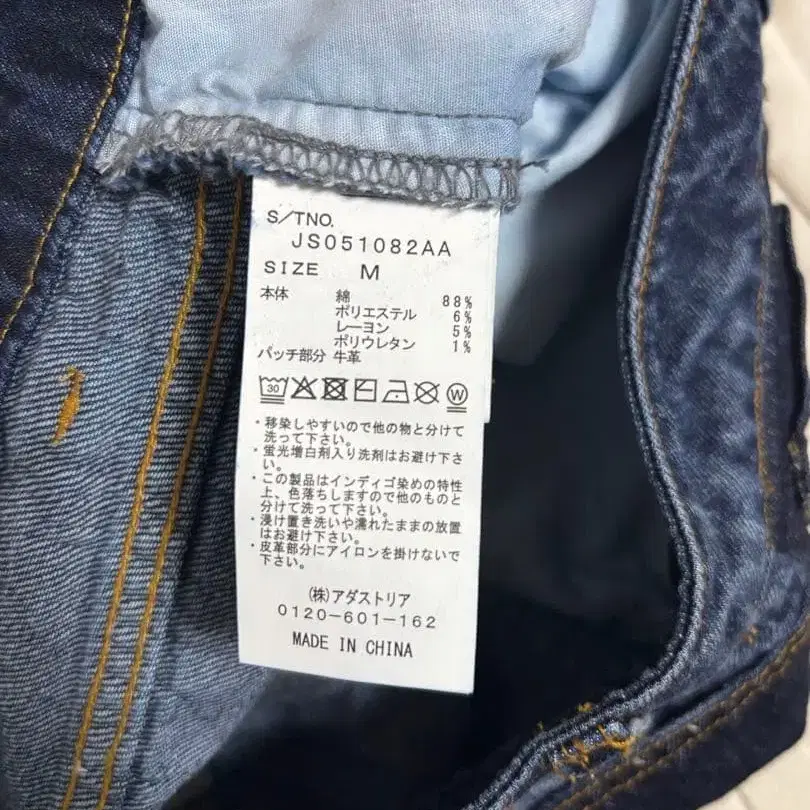 S/TNO.
JS051082AA
SIZE M
本体 綿 88%
ポリエステル 6%
レーヨン 5%
ポリウレタン 1%
パッチ部分 牛革
30 W
・移染しやすいので他の物と分けて
洗って下さい。
・蛍光増白剤入り洗剤はお避け下さ
い。
・この製品はインディゴ染めの特性
上、色落ちしますので他のものと
分けて洗って下さい。
・浸け置き洗いや濡れたままの放置
はお避け下さい。
・皮革部分にアイロンを掛けないで
下さい。
(株)アダストリア
0120-601-162
MADE IN CHINA